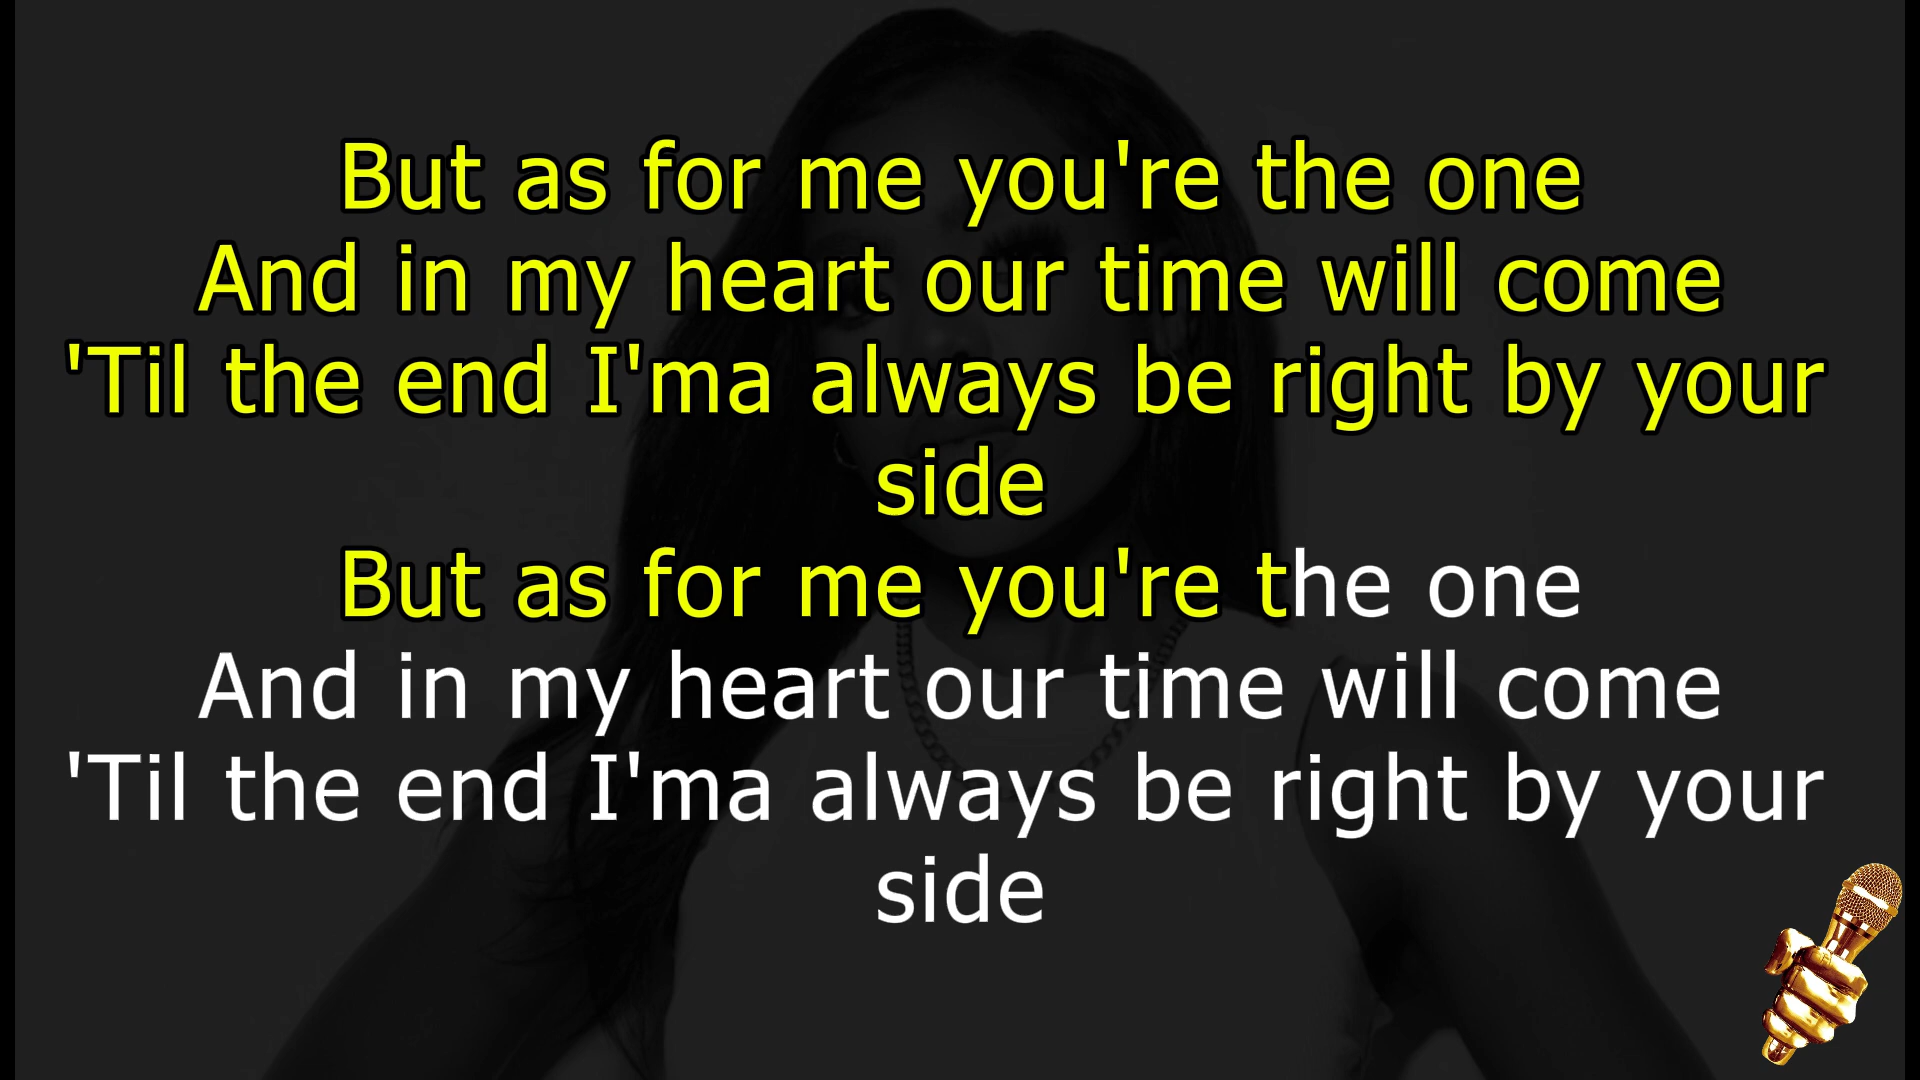 But as for me you're the one
And in my heart our time will come
'Til the end I'ma always be right by your
side
But as for me you're the one
And in my heart our time will come
'Til the end I'ma always be right by your
side